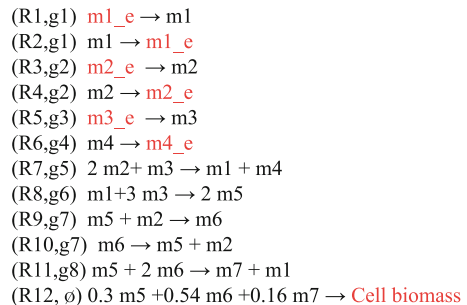 (R1,g1) m1_e → m1
(R2,g1) m1 → m1_e
(R3,g2) m2_e → m2
(R4,g2) m2 → m2_e
(R5,g3) m3_e → m3
(R6,g4) m4 → m4_e
(R7,g5) 2 m2+ m3 → m1 + m4
(R8,g6) m1+3 m3 → 2 m5
(R9,g7) m5 + m2 → m6
(R10,g7) m6 → m5 + m2
(R11,g8) m5 + 2 m6 → m7 + m1
(R12, ø) 0.3 m5 +0.54 m6 +0.16 m7 → Cell biomass